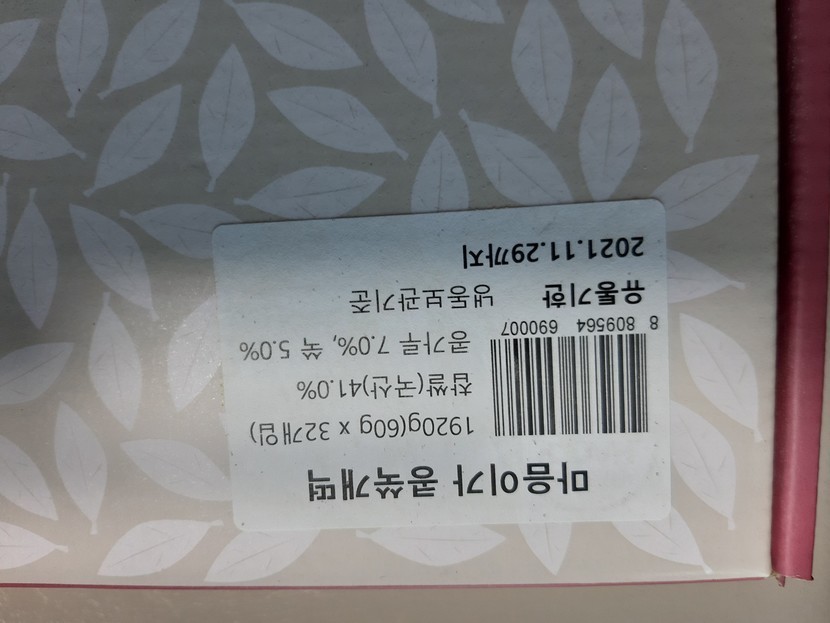 마음이가 콩쑥개떡
1920g(60g x 32개입)
찹쌀(국산)41.0%
콩가루 7.0%, 쑥 5.0%
8 809564 690007
유통기한 냉동보관기준
2021.11.29까지